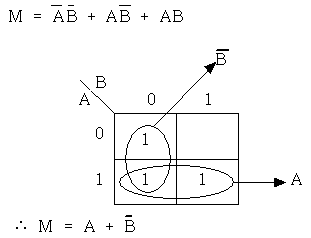 M = A̅B̅ + AB̅ + AB
B̅
B
A 0 1
0 1
1 1 1 A
∴ M = A + B̅